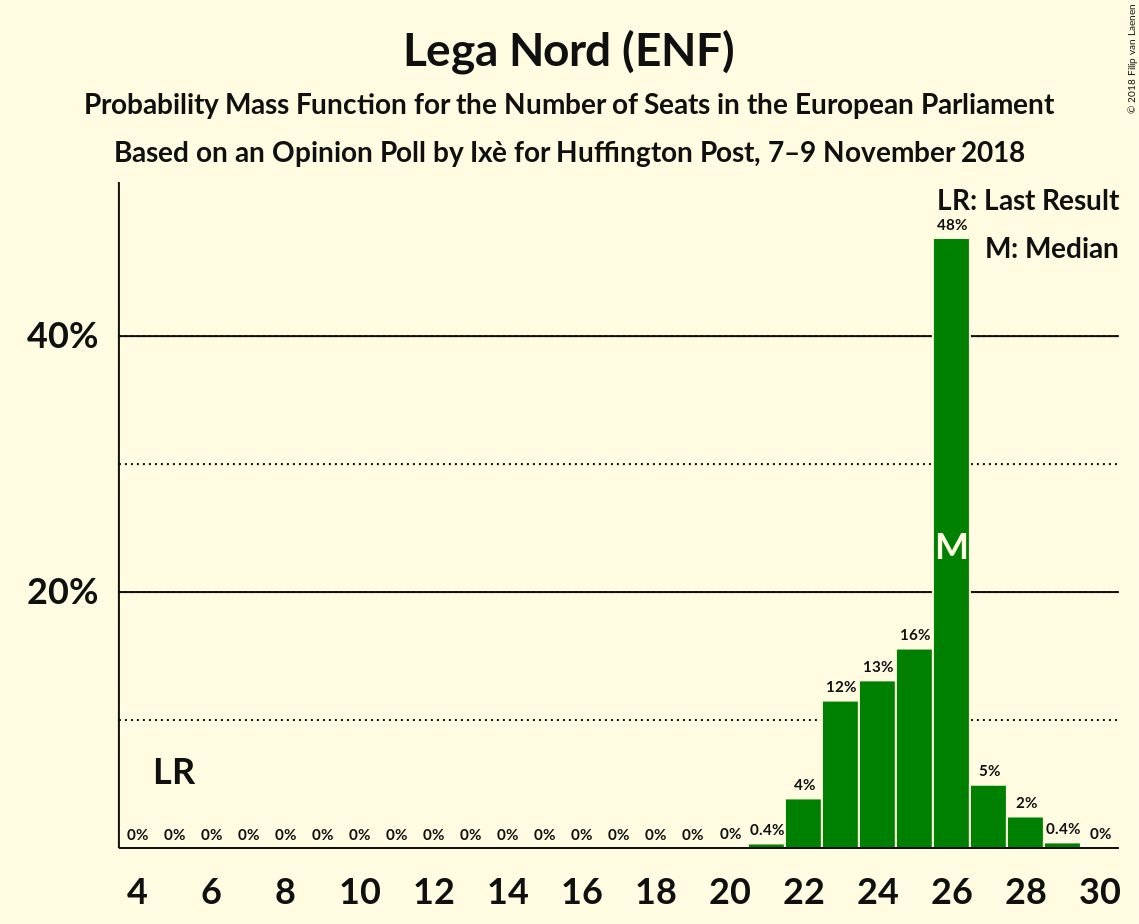 Lega Nord (ENF)
Probability Mass Function for the Number of Seats in the European Parliament
Based on an Opinion Poll by Ixè for Huffington Post, 7–9 November 2018
© 2018 Filip van Laenen
LR: Last Result
M: Median
48%
40%
M
20%
16%
13%
12%
LR
5%
4%
2%
0% 0% 0% 0% 0% 0% 0% 0% 0% 0% 0% 0% 0% 0% 0% 0% 0% 0.4% 0.4% 0%
4 6 8 10 12 14 16 18 20 22 24 26 28 30